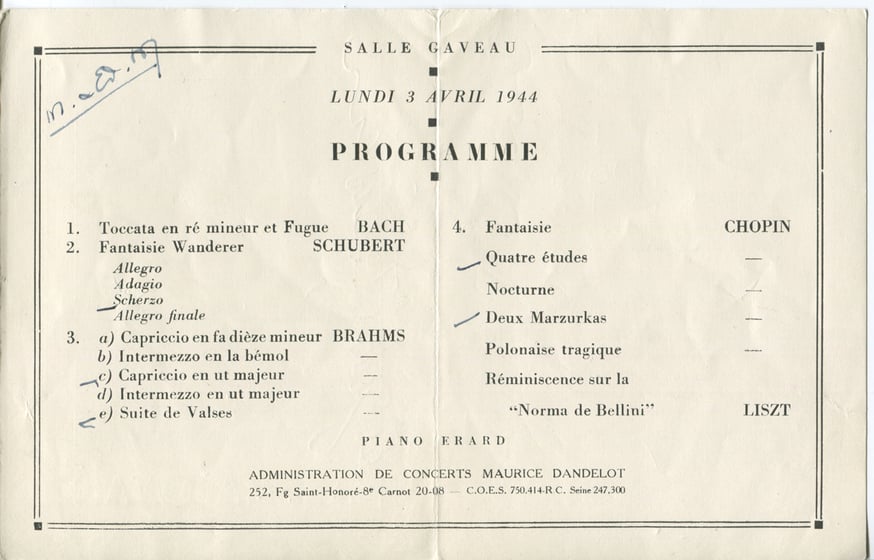 SALLE GAVEAU
LUNDI 3 AVRIL 1944
PROGRAMME
1. Toccata en ré mineur et Fugue BACH
2. Fantaisie Wanderer SCHUBERT
Allegro
Adagio
Scherzo
Allegro finale
3. a) Capriccio en fa dièze mineur BRAHMS
b) Intermezzo en la bémol —
c) Capriccio en ut majeur —
d) Intermezzo en ut majeur —
e) Suite de Valses —
4. Fantaisie CHOPIN
Quatre études —
Nocturne —
Deux Marzurkas —
Polonaise tragique —
Réminiscence sur la
“Norma de Bellini” LISZT
PIANO ERARD
ADMINISTRATION DE CONCERTS MAURICE DANDELOT
252, Fg Saint-Honoré-8e Carnot 20-08 — C.O.E.S. 750.414-R C. Seine 247.300